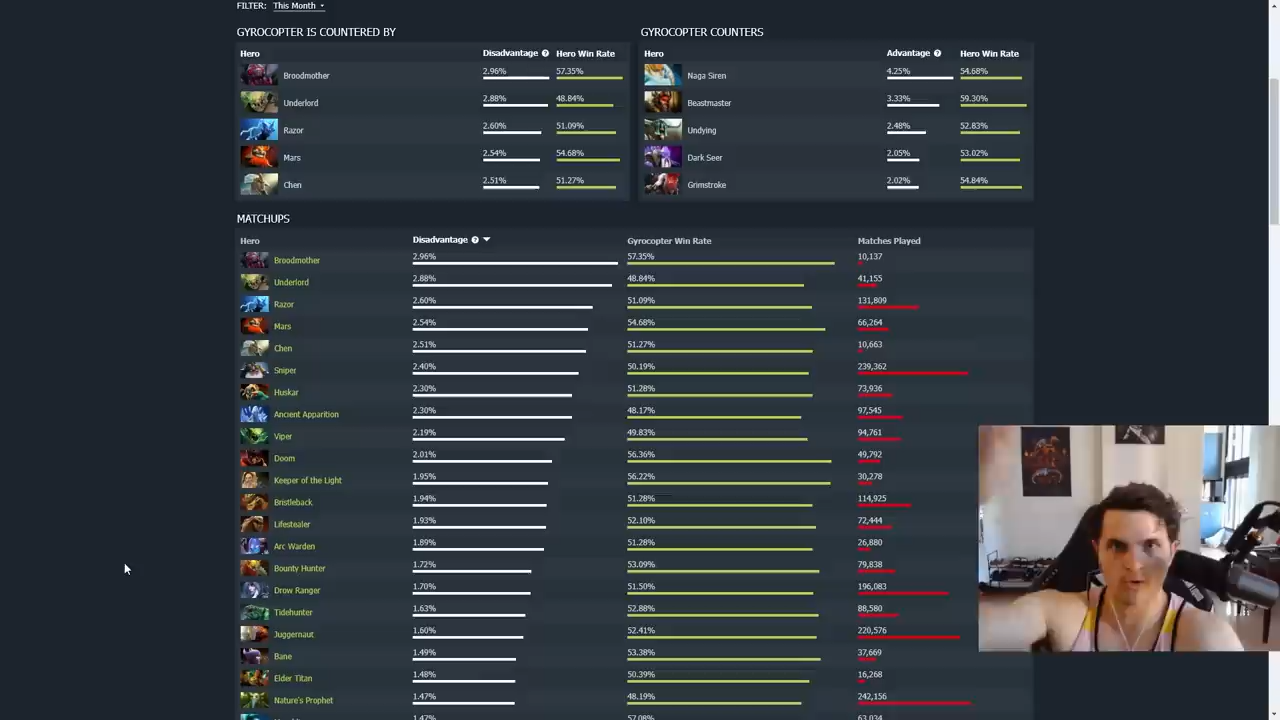 FILTER: This Month
GYROCOPTER IS COUNTERED BY
Hero Disadvantage Hero Win Rate
Broodmother 2.96% 57.35%
Underlord 2.88% 48.84%
Razor 2.60% 51.09%
Mars 2.54% 54.68%
Chen 2.51% 51.27%
GYROCOPTER COUNTERS
Hero Advantage Hero Win Rate
Naga Siren 4.25% 54.68%
Beastmaster 3.33% 59.30%
Undying 2.48% 52.83%
Dark Seer 2.05% 53.02%
Grimstroke 2.02% 54.84%
MATCHUPS
Hero Disadvantage Gyrocopter Win Rate Matches Played
Broodmother 2.96% 57.35% 10,137
Underlord 2.88% 48.84% 41,155
Razor 2.60% 51.09% 131,809
Mars 2.54% 54.68% 66,264
Chen 2.51% 51.27% 10,663
Sniper 2.40% 50.19% 239,362
Huskar 2.30% 51.28% 73,936
Ancient Apparition 2.30% 48.17% 97,545
Viper 2.19% 49.83% 94,761
Doom 2.01% 56.36% 49,792
Keeper of the Light 1.95% 56.22% 30,278
Bristleback 1.94% 51.28% 114,925
Lifestealer 1.93% 52.10% 72,444
Arc Warden 1.89% 51.28% 26,880
Bounty Hunter 1.72% 53.09% 79,838
Drow Ranger 1.70% 51.50% 196,083
Tidehunter 1.63% 52.88% 88,580
Juggernaut 1.60% 52.41% 220,576
Bane 1.49% 53.38% 37,669
Elder Titan 1.48% 50.39% 16,268
Nature's Prophet 1.47% 48.19% 242,156
1.47% 57.08% 63,034